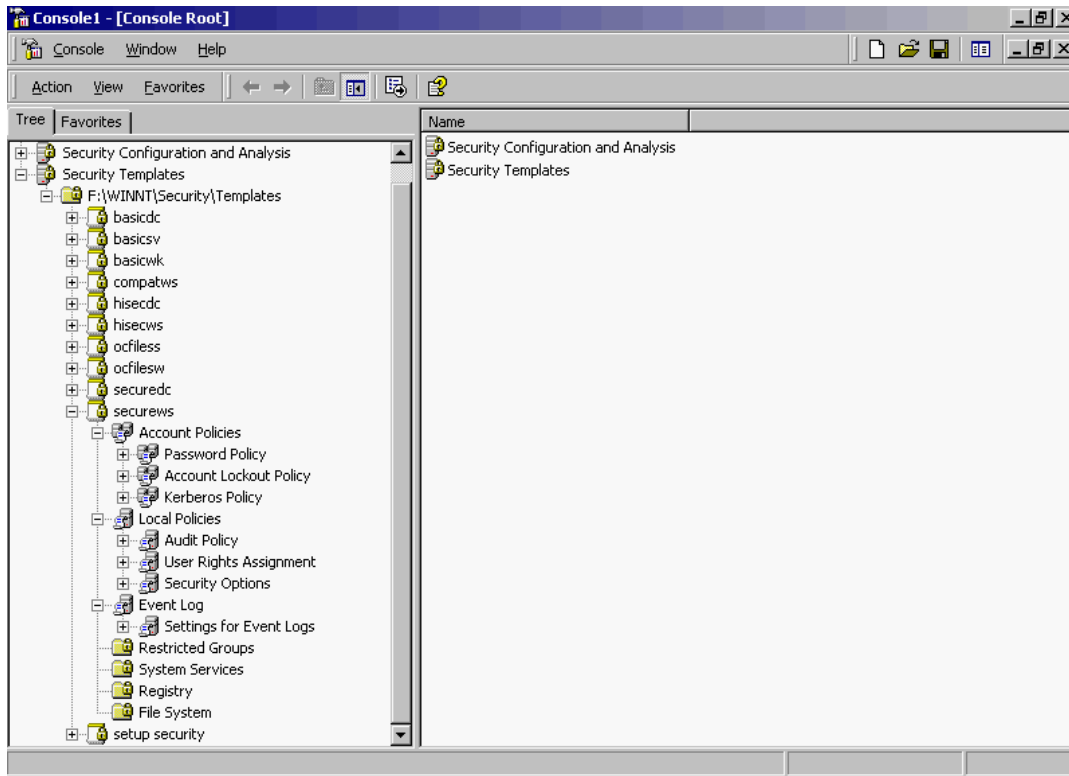 Console1 - [Console Root]
Console Window Help
Action View Favorites
Tree Favorites
Name
Security Configuration and Analysis
Security Templates
F:\WINNT\Security\Templates
basicdc
basicsv
basicwk
compatws
hisecdc
hisecws
ocfiless
ocfilesw
securedc
securews
Account Policies
Password Policy
Account Lockout Policy
Kerberos Policy
Local Policies
Audit Policy
User Rights Assignment
Security Options
Event Log
Settings for Event Logs
Restricted Groups
System Services
Registry
File System
setup security
Security Configuration and Analysis
Security Templates